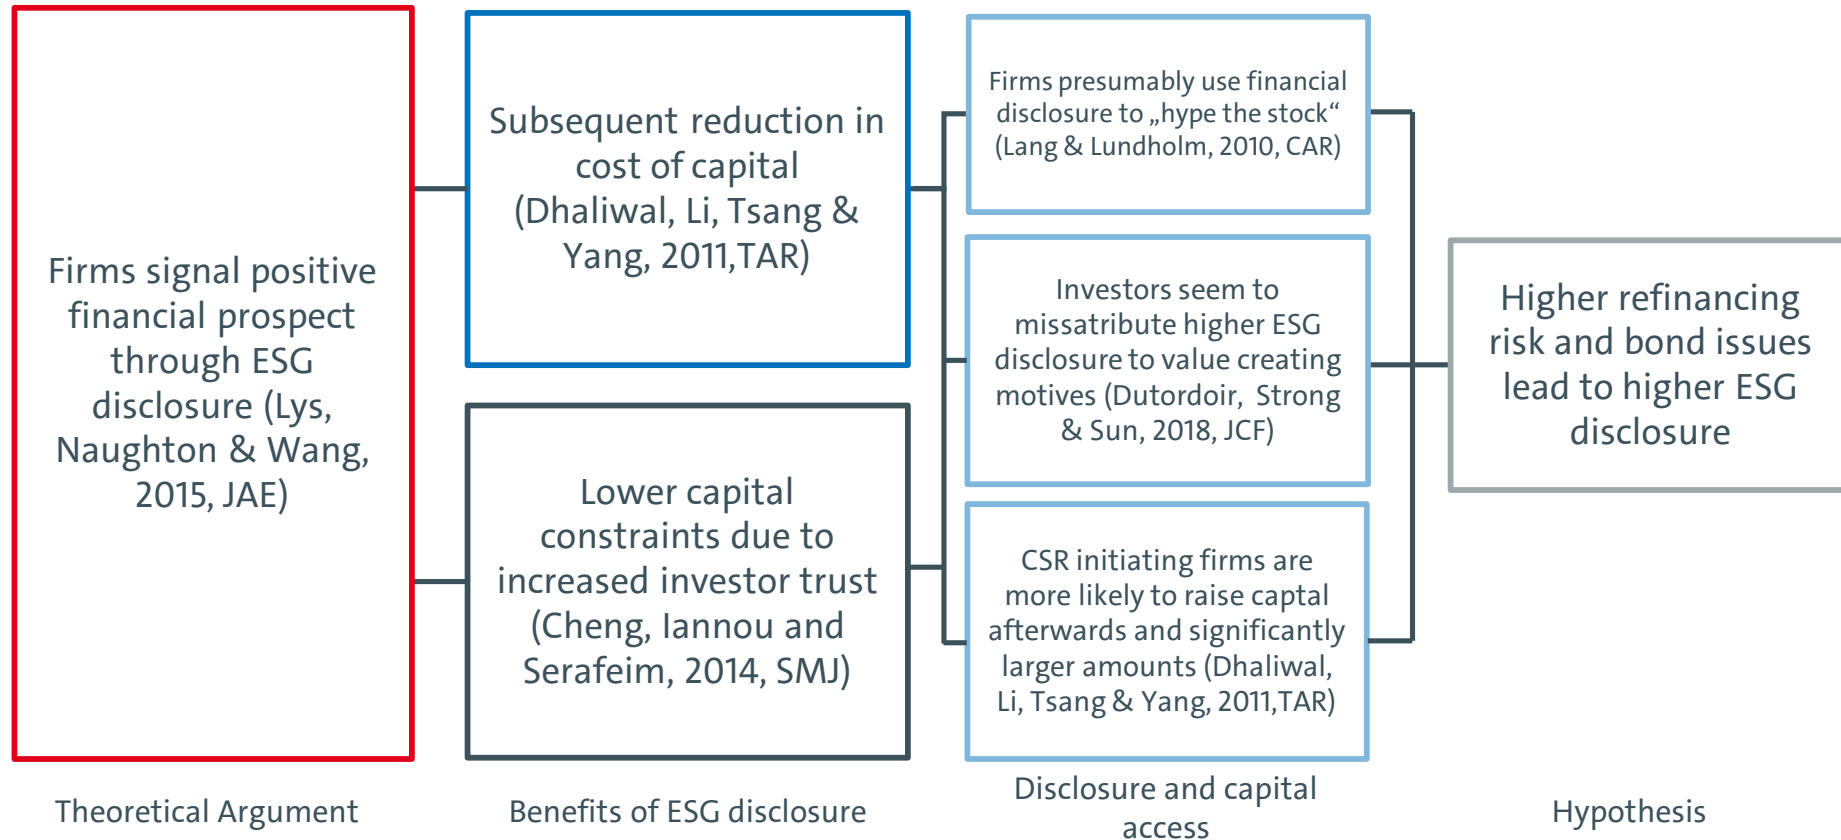 Firms signal positive
financial prospect
through ESG
disclosure (Lys,
Naughton & Wang,
2015, JAE)
Theoretical Argument
Subsequent reduction in
cost of capital
(Dhaliwal, Li, Tsang &
Yang, 2011,TAR)
Lower capital
constraints due to
increased investor trust
(Cheng, Iannou and
Serafeim, 2014, SMJ)
Benefits of ESG disclosure
Firms presumably use financial
disclosure to „hype the stock“
(Lang & Lundholm, 2010, CAR)
Investors seem to
missatribute higher ESG
disclosure to value creating
motives (Dutordoir, Strong
& Sun, 2018, JCF)
CSR initiating firms are
more likely to raise captal
afterwards and significantly
larger amounts (Dhaliwal,
Li, Tsang & Yang, 2011,TAR)
Disclosure and capital
access
Higher refinancing
risk and bond issues
lead to higher ESG
disclosure
Hypothesis